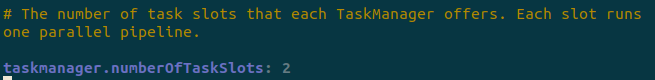 # The number of task slots that each TaskManager offers. Each slot runs
one parallel pipeline.
taskmanager.numberOfTaskSlots: 2